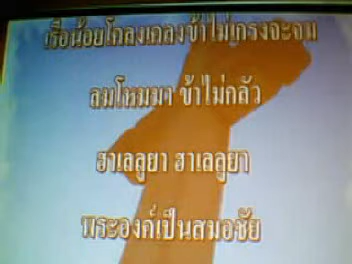 เรือน้อยโคลงเคลงข้าไม่เกรงจะจม
ลมโหมมา ข้าไม่กลัว
ฮาเลลูยา ฮาเลลูยา
พระองค์เป็นสมอชัย